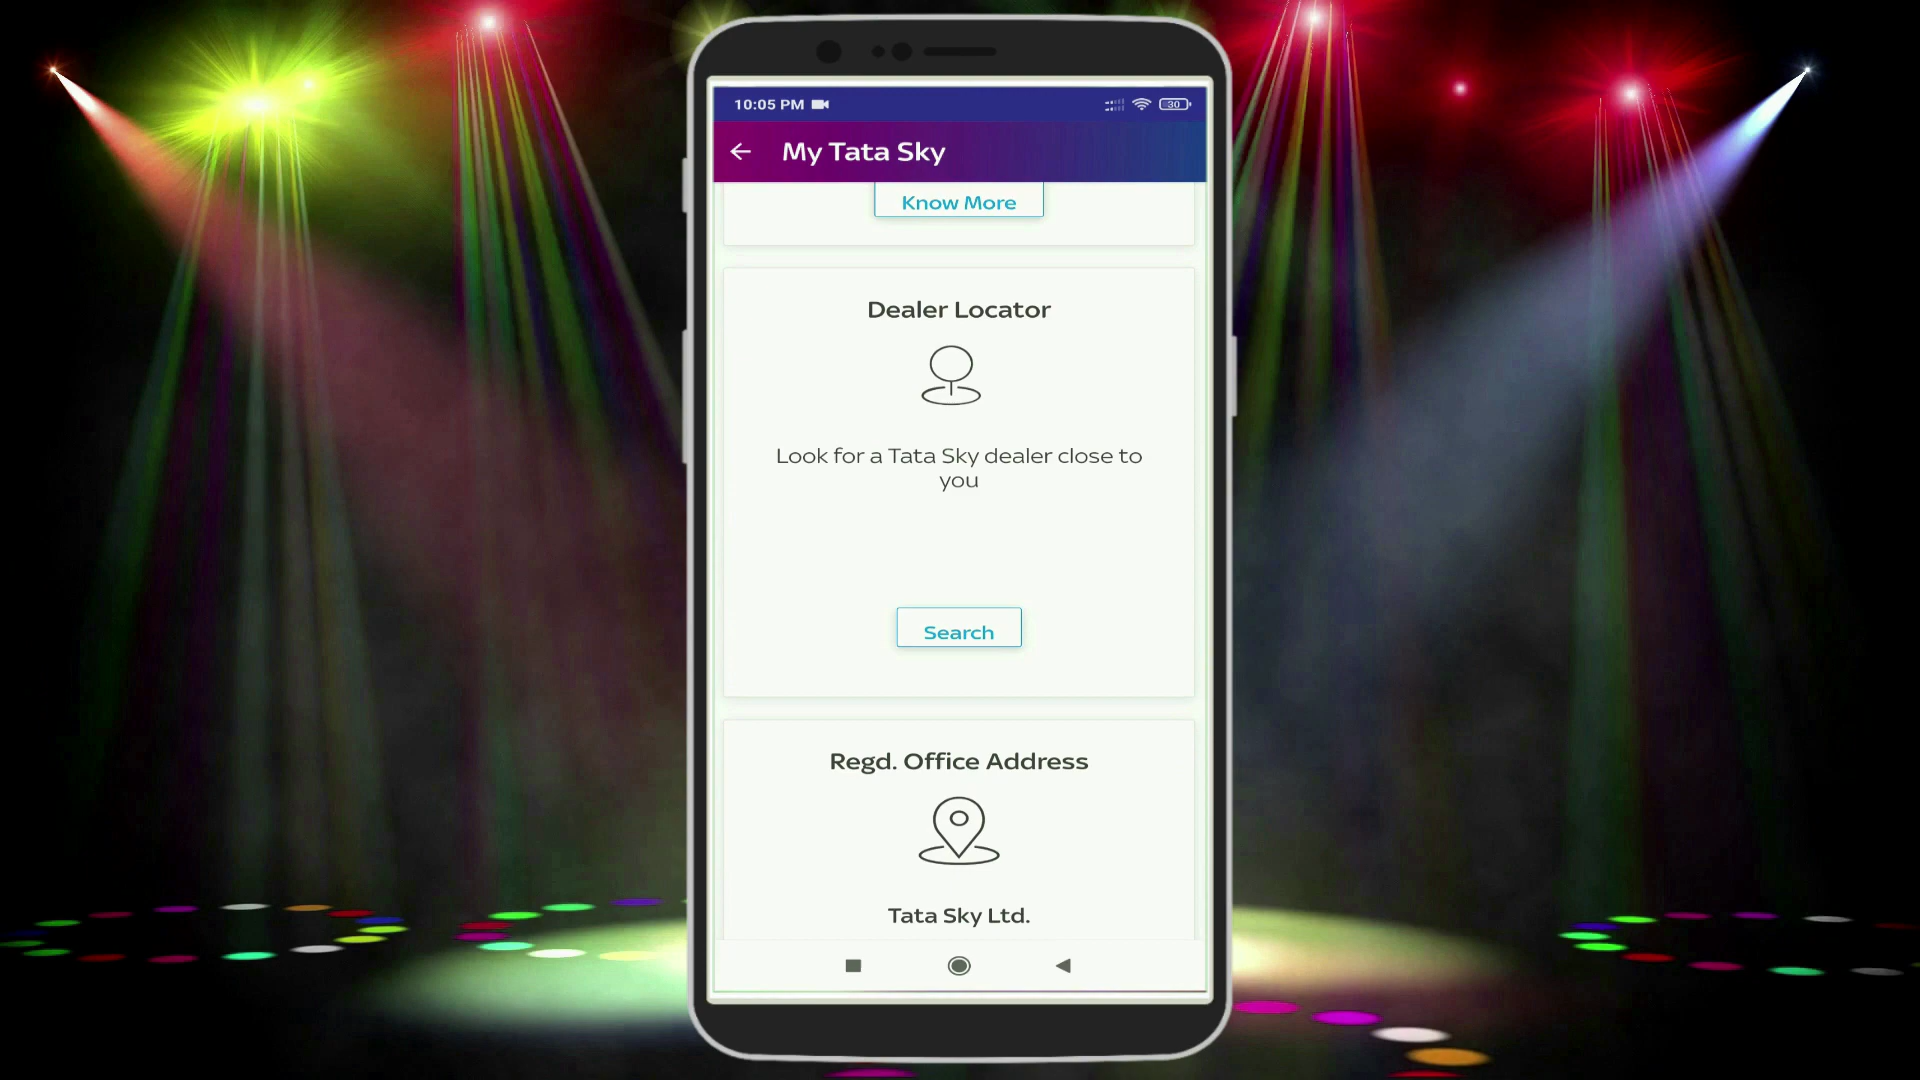 10:05 PM
30
My Tata Sky
Know More
Dealer Locator
Look for a Tata Sky dealer close to
you
Search
Regd. Office Address
Tata Sky Ltd.